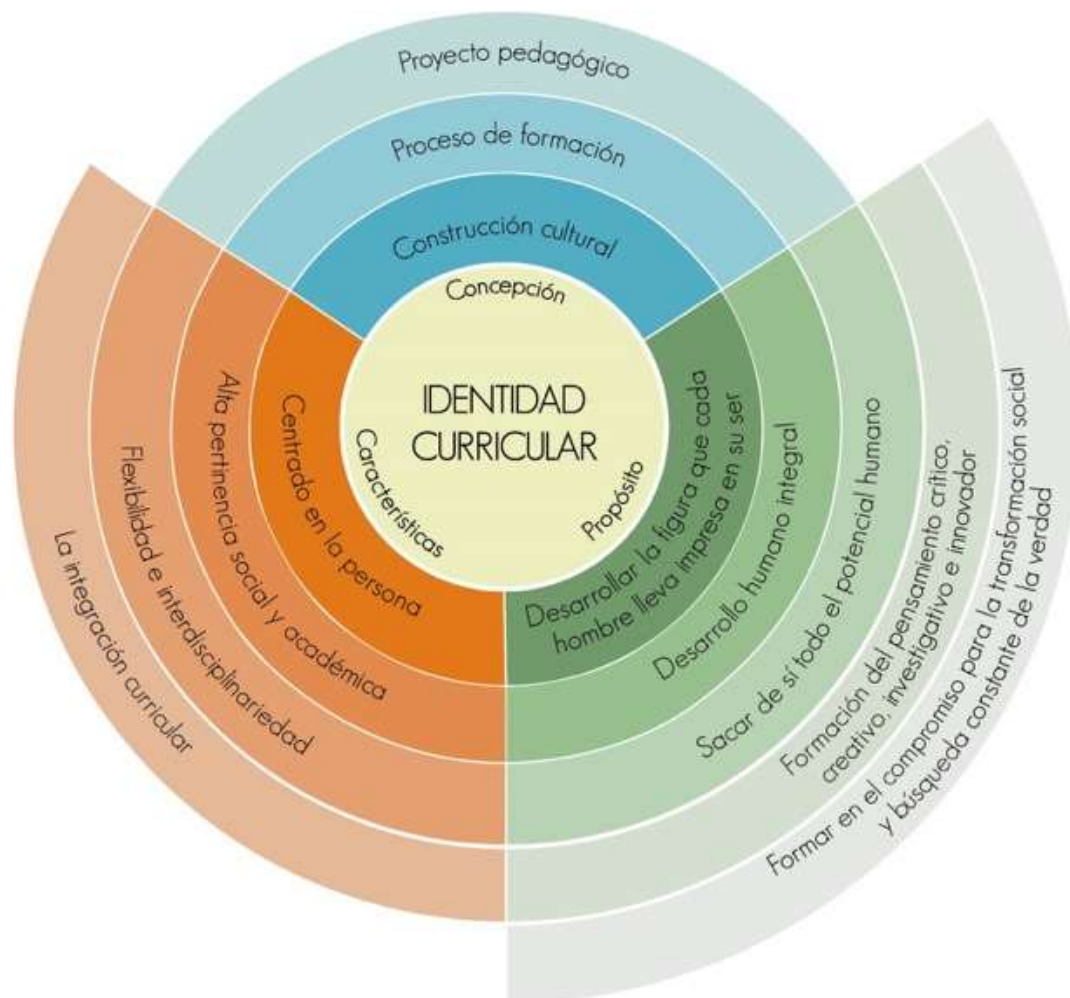 Proyecto pedagógico
Proceso de formación
Construcción cultural
Concepción
IDENTIDAD
CURRICULAR
Características
Propósito
Centrado en la persona
Alta pertinencia social y académica
Flexibilidad e interdisciplinariedad
La integración curricular
Desarrollar la figura que cada
hombre lleva impresa en su ser
Desarrollo humano integral
Sacar de sí todo el potencial humano
Formación del pensamiento crítico,
creativo, investigativo e innovador
Formar en el compromiso para la transformación social
y búsqueda constante de la verdad